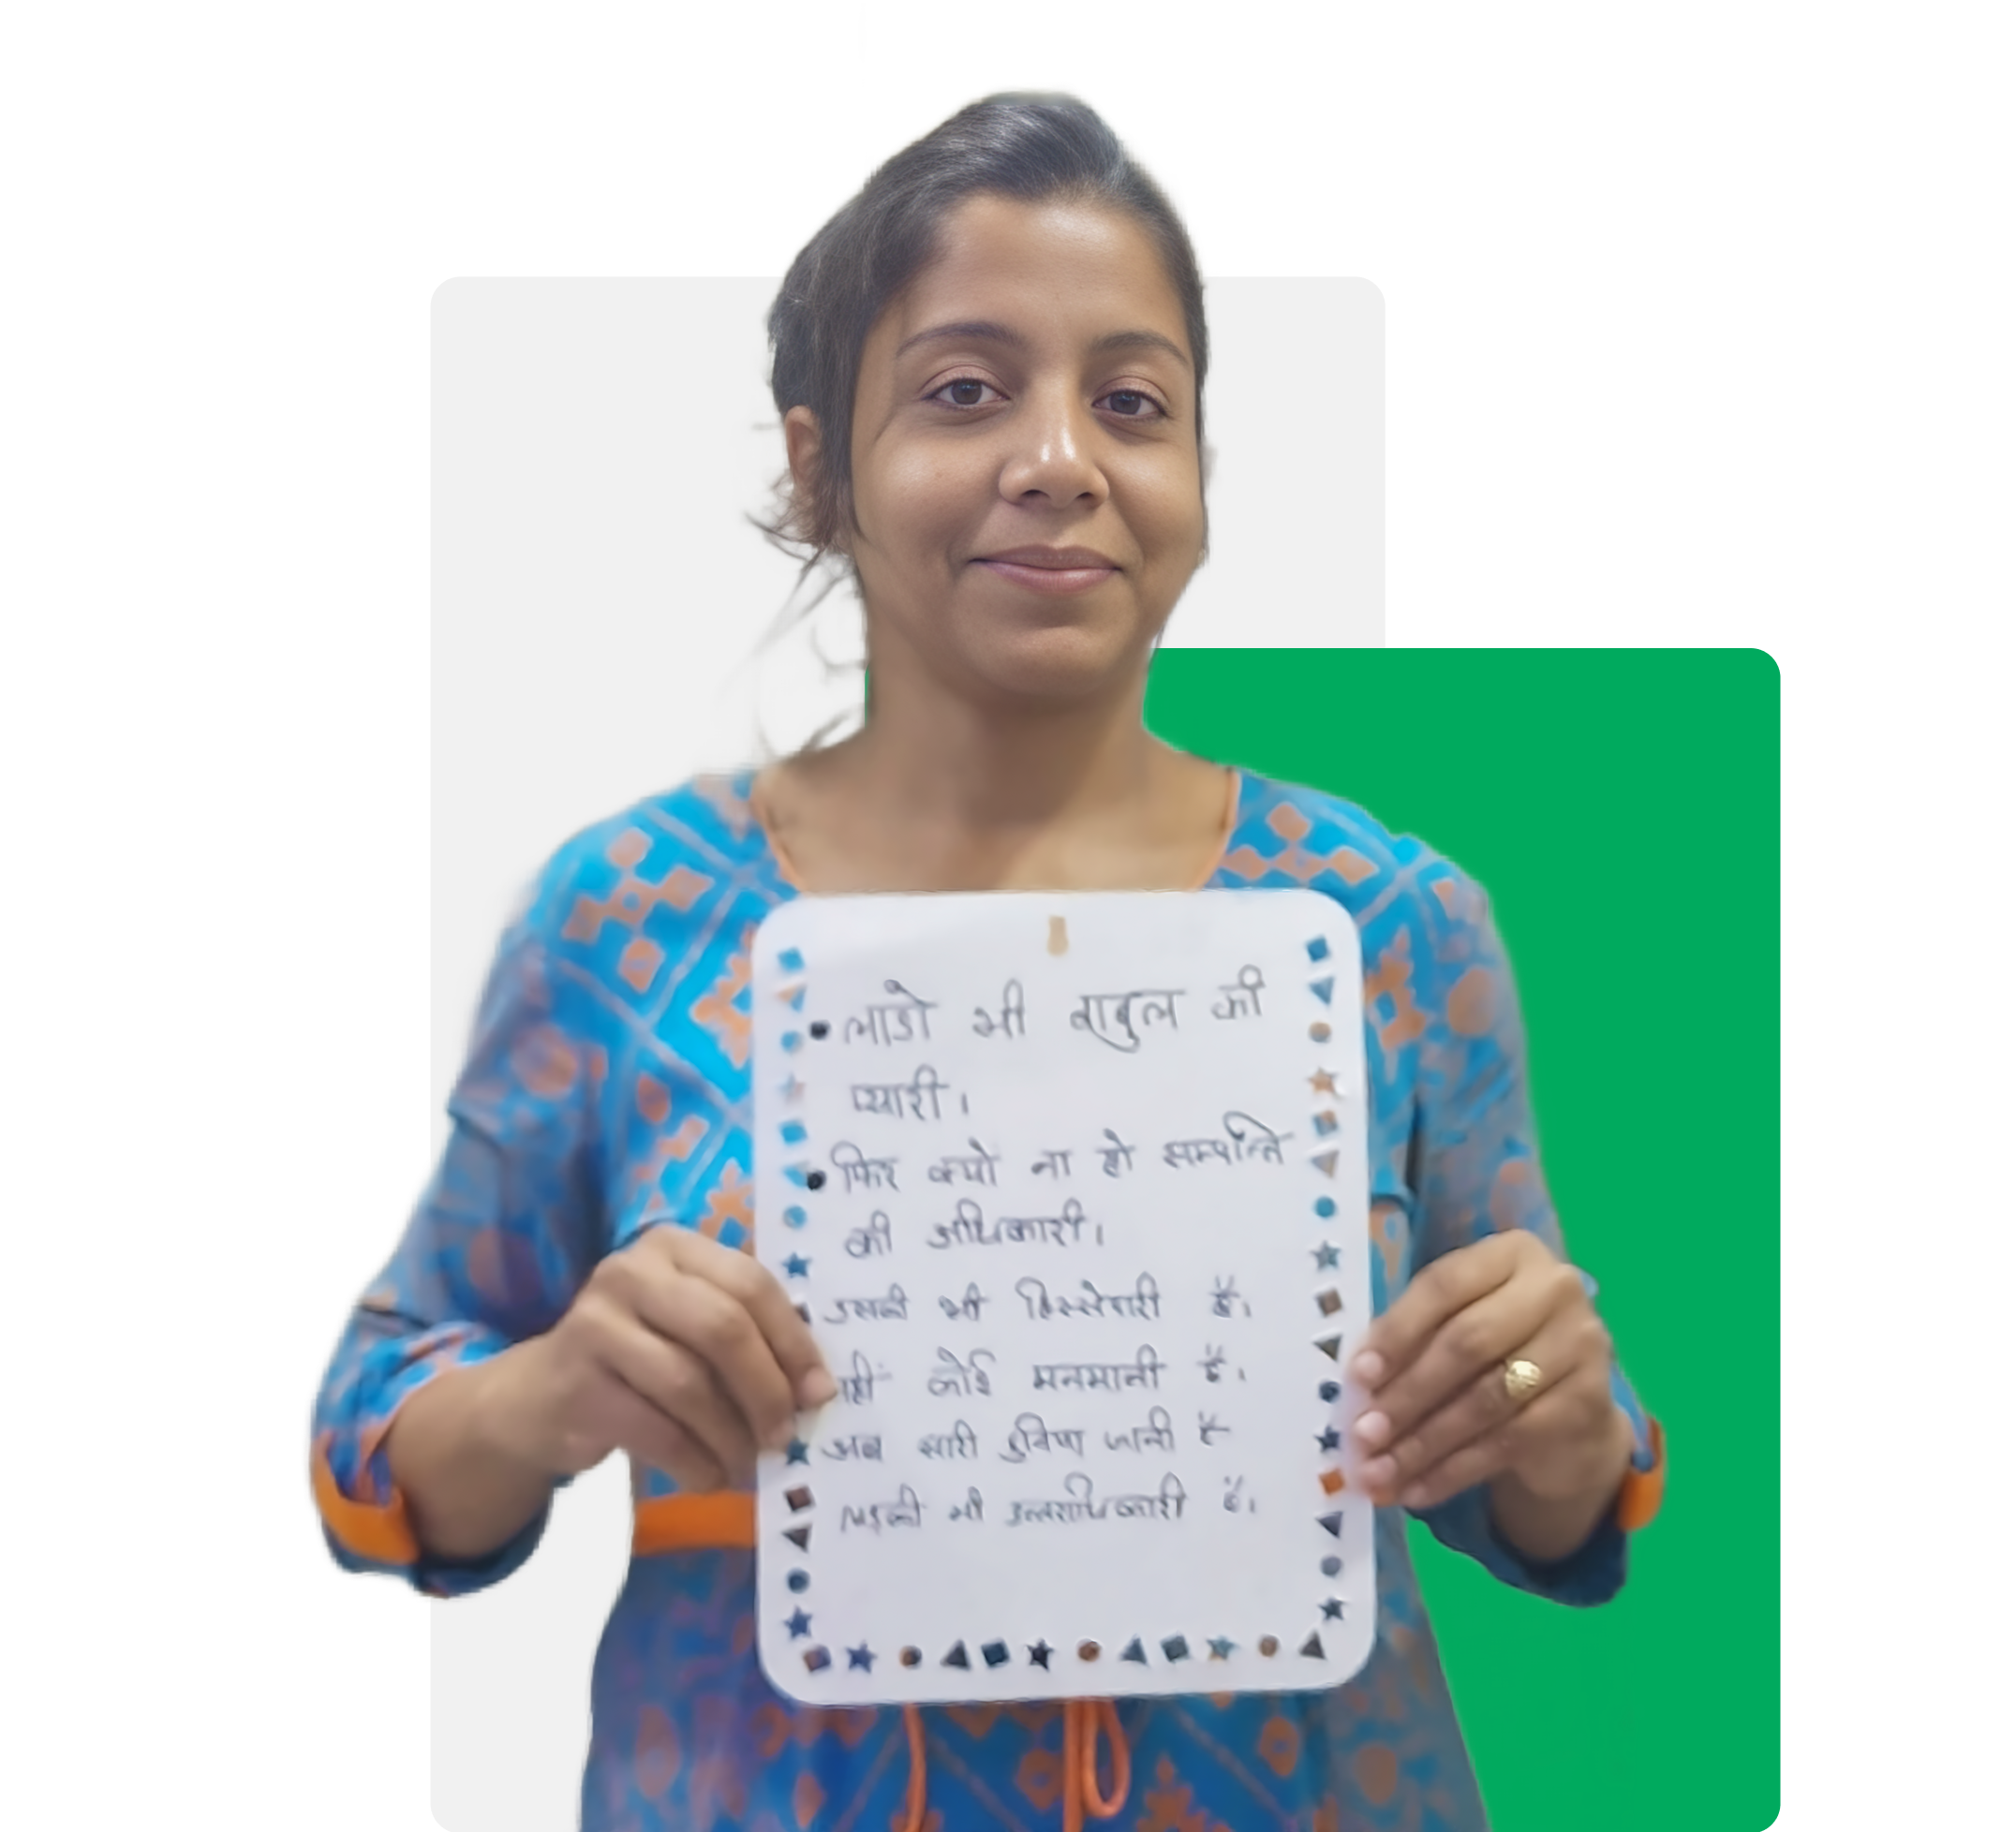 • लाडो भी बाबुल की
प्यारी।
• फिर क्यो ना हो सम्पत्ति
की अधिकारी।
उसकी भी हिस्सेदारी है।
नहीं कोई मनमानी है।
अब सारी दुनिया जानी है
लड़की भी उत्तराधिकारी है।